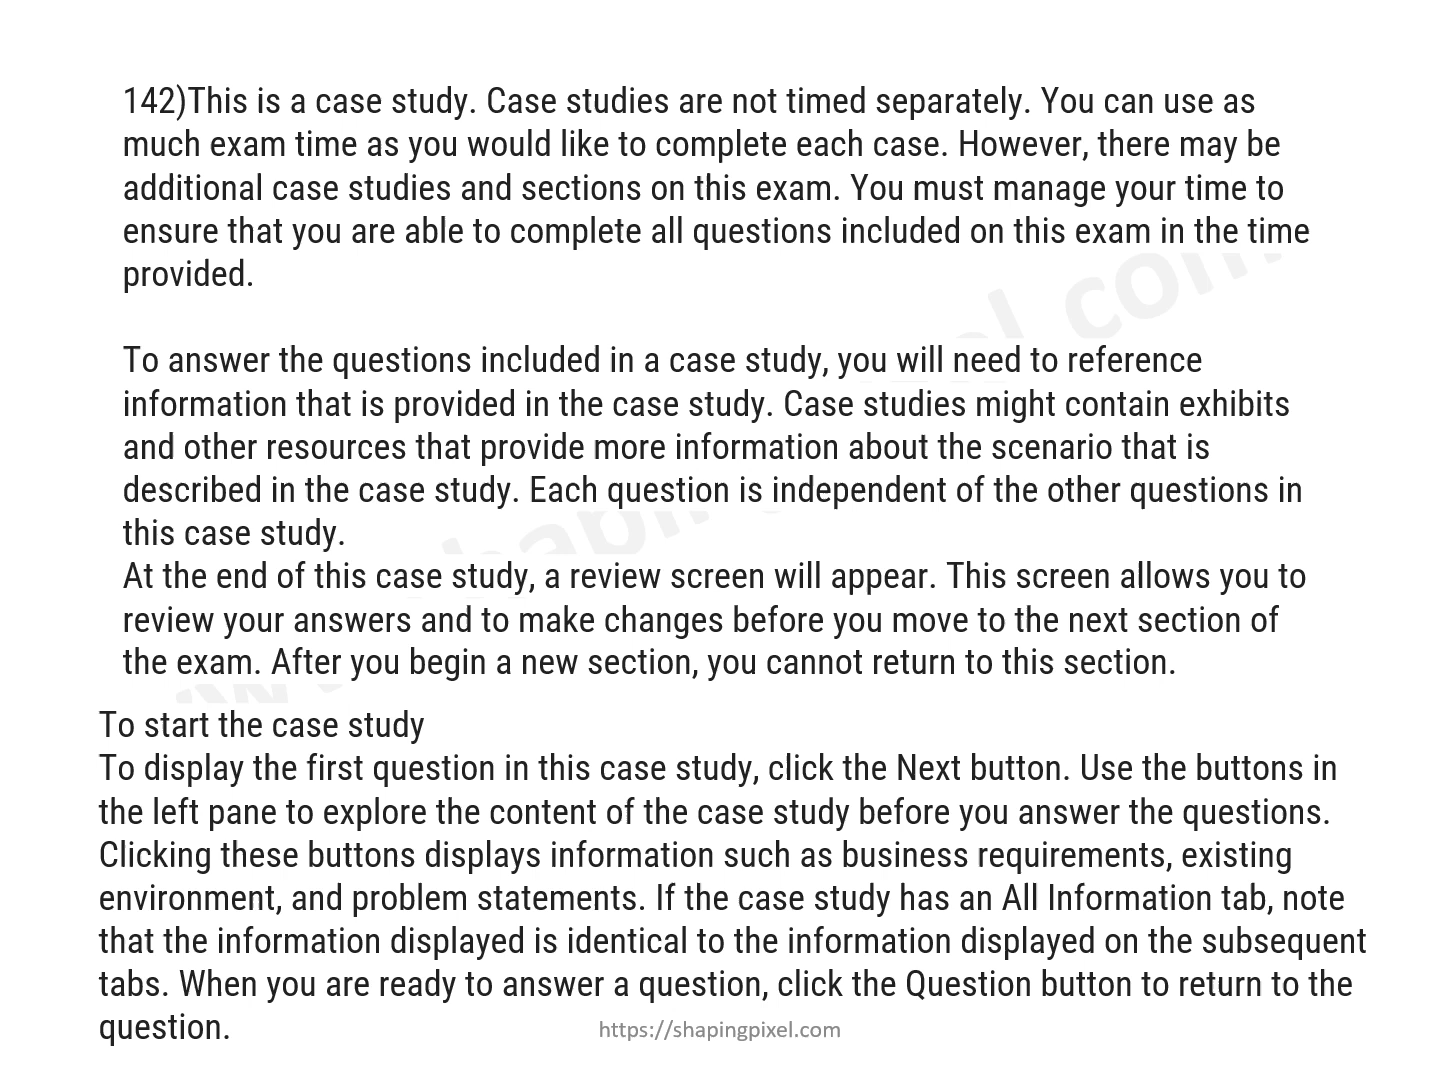 142)This is a case study. Case studies are not timed separately. You can use as
much exam time as you would like to complete each case. However, there may be
additional case studies and sections on this exam. You must manage your time to
ensure that you are able to complete all questions included on this exam in the time
provided.
To answer the questions included in a case study, you will need to reference
information that is provided in the case study. Case studies might contain exhibits
and other resources that provide more information about the scenario that is
described in the case study. Each question is independent of the other questions in
this case study.
At the end of this case study, a review screen will appear. This screen allows you to
review your answers and to make changes before you move to the next section of
the exam. After you begin a new section, you cannot return to this section.
To start the case study
To display the first question in this case study, click the Next button. Use the buttons in
the left pane to explore the content of the case study before you answer the questions.
Clicking these buttons displays information such as business requirements, existing
environment, and problem statements. If the case study has an All Information tab, note
that the information displayed is identical to the information displayed on the subsequent
tabs. When you are ready to answer a question, click the Question button to return to the
question.
https://shapingpixel.com